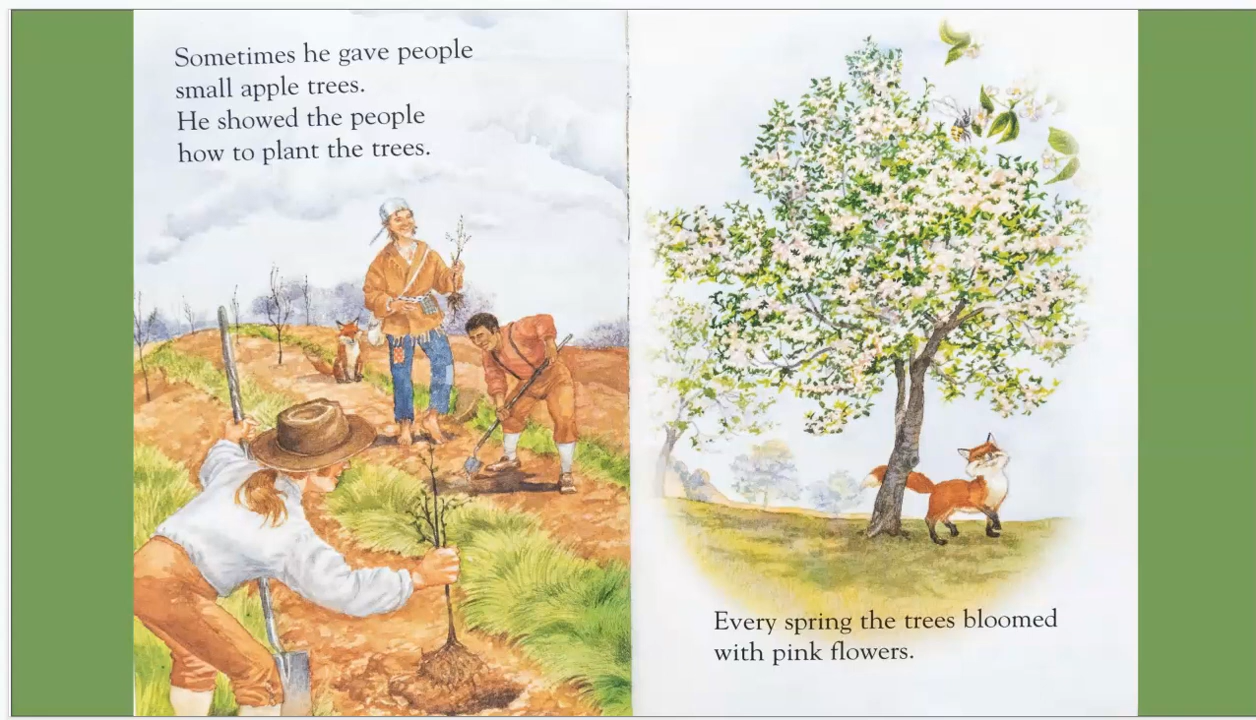 Sometimes he gave people
small apple trees.
He showed the people
how to plant the trees.
Every spring the trees bloomed
with pink flowers.